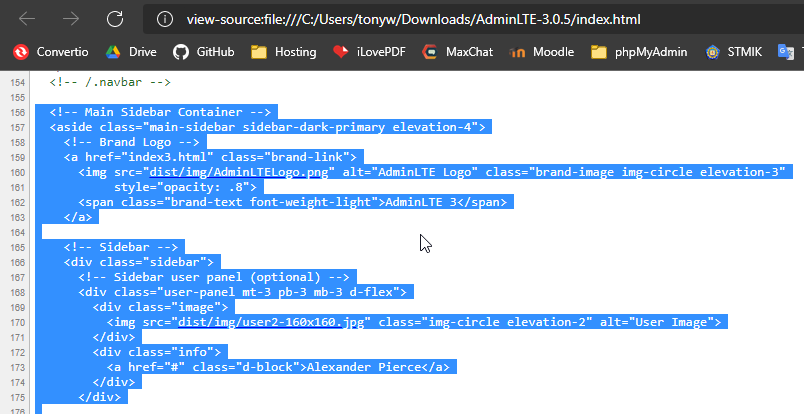 view-source:file:///C:/Users/tonyw/Downloads/AdminLTE-3.0.5/index.html
Convertio Drive GitHub Hosting iLovePDF MaxChat Moodle phpMyAdmin STMIK
154 <!-- /.navbar -->
155
156 <!-- Main Sidebar Container -->
157 <aside class="main-sidebar sidebar-dark-primary elevation-4">
158 <!-- Brand Logo -->
159 <a href="index3.html" class="brand-link">
160 <img src="dist/img/AdminLTELogo.png" alt="AdminLTE Logo" class="brand-image img-circle elevation-3"
161 style="opacity: .8">
162 <span class="brand-text font-weight-light">AdminLTE 3</span>
163 </a>
164
165 <!-- Sidebar -->
166 <div class="sidebar">
167 <!-- Sidebar user panel (optional) -->
168 <div class="user-panel mt-3 pb-3 mb-3 d-flex">
169 <div class="image">
170 <img src="dist/img/user2-160x160.jpg" class="img-circle elevation-2" alt="User Image">
171 </div>
172 <div class="info">
173 <a href="#" class="d-block">Alexander Pierce</a>
174 </div>
175 </div>
176